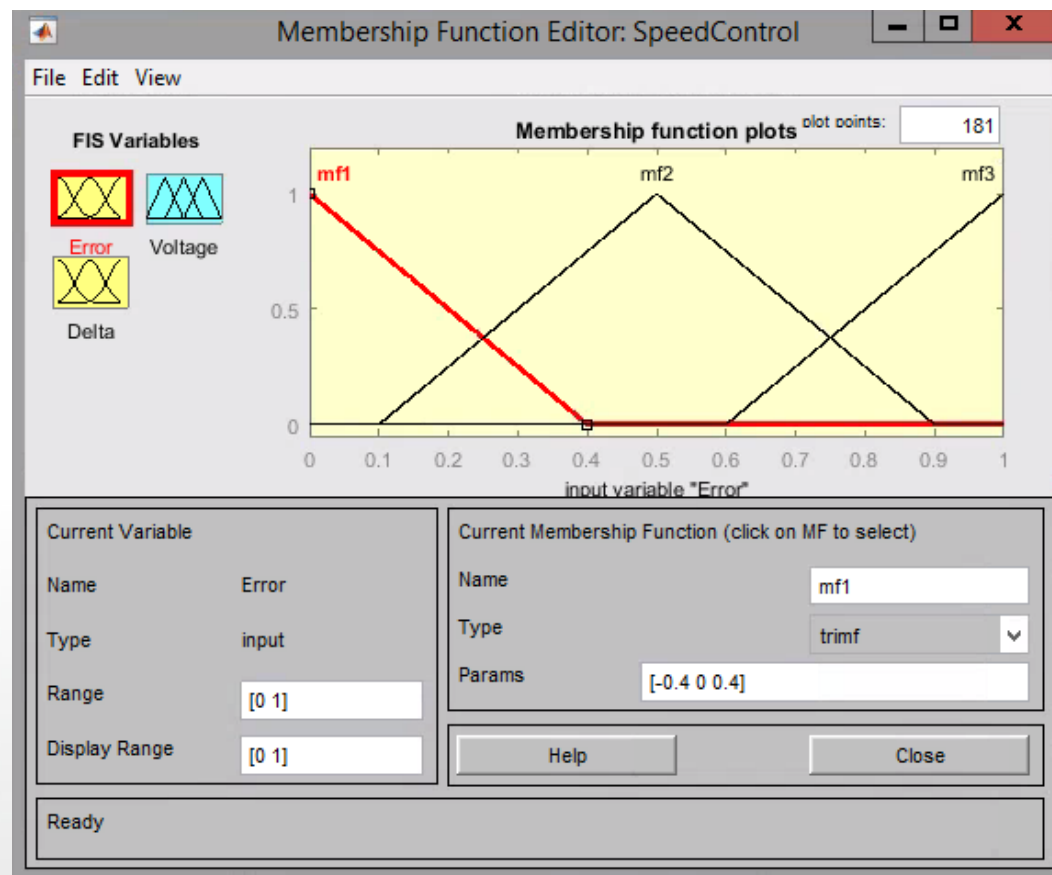 Membership Function Editor: SpeedControl
File Edit View
FIS Variables
Error
Voltage
Delta
Membership function plots
plot points:
181
mf1
mf2
mf3
1
0.5
0
0 0.1 0.2 0.3 0.4 0.5 0.6 0.7 0.8 0.9 1
input variable "Error"
Current Variable
Name Error
Type input
Range [0 1]
Display Range [0 1]
Current Membership Function (click on MF to select)
Name mf1
Type trimf
Params [-0.4 0 0.4]
Help
Close
Ready